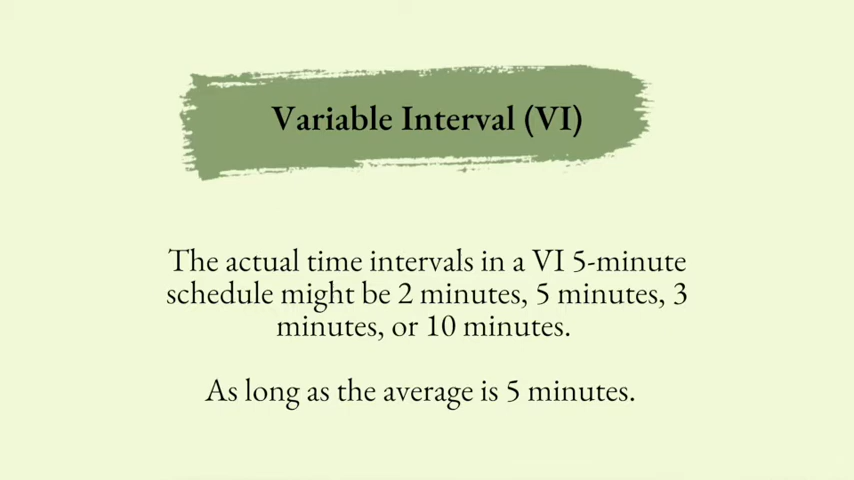 Variable Interval (VI)
The actual time intervals in a VI 5-minute
schedule might be 2 minutes, 5 minutes, 3
minutes, or 10 minutes.
As long as the average is 5 minutes.